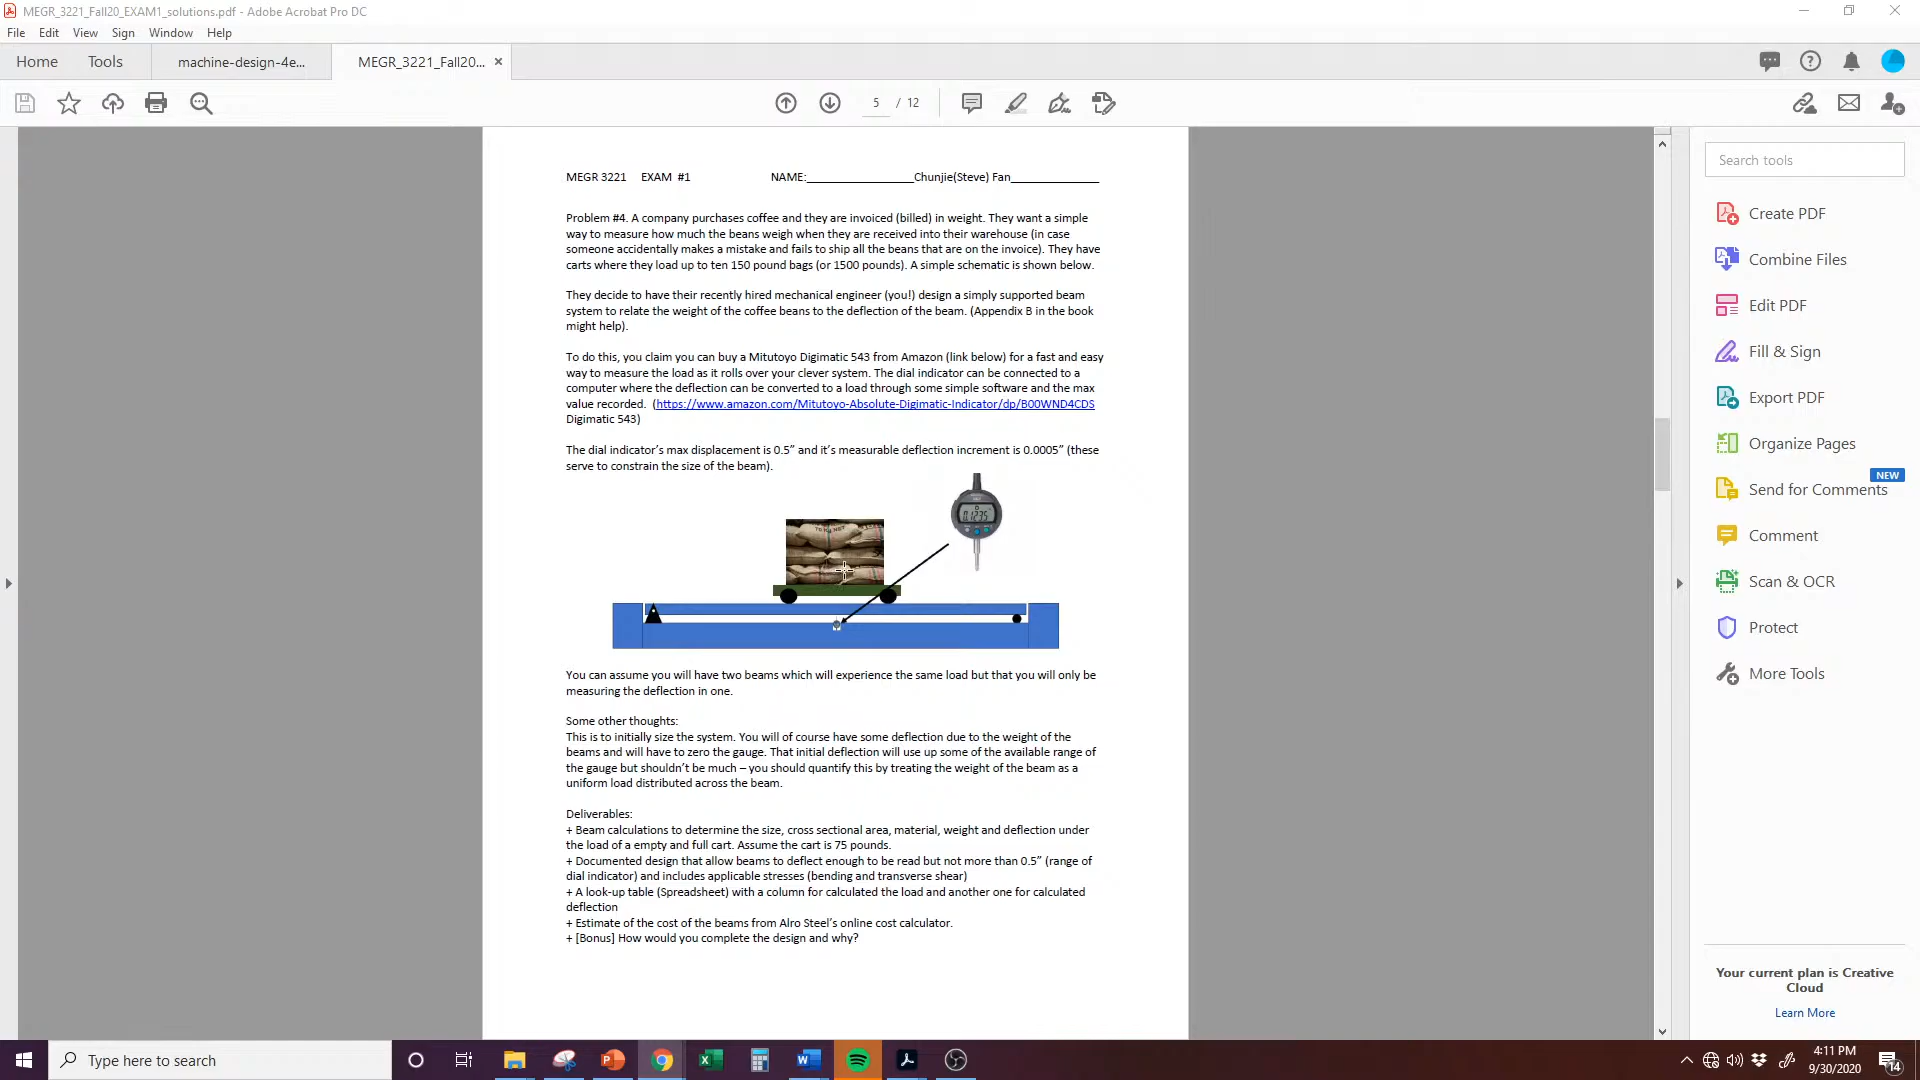 MEGR_3221_Fall20_EXAM1_solutions.pdf - Adobe Acrobat Pro DC
File Edit View Sign Window Help
Home Tools machine-design-4e... MEGR_3221_Fall20... ×
5 / 12
Search tools
Create PDF
Combine Files
Edit PDF
Fill & Sign
Export PDF
Organize Pages
NEW
Send for Comments
Comment
Scan & OCR
Protect
More Tools
Your current plan is Creative
Cloud
Learn More
MEGR 3221 EXAM #1 NAME:__________________Chunjie(Steve) Fan_______________
Problem #4. A company purchases coffee and they are invoiced (billed) in weight. They want a simple
way to measure how much the beans weigh when they are received into their warehouse (in case
someone accidentally makes a mistake and fails to ship all the beans that are on the invoice). They have
carts where they load up to ten 150 pound bags (or 1500 pounds). A simple schematic is shown below.
They decide to have their recently hired mechanical engineer (you!) design a simply supported beam
system to relate the weight of the coffee beans to the deflection of the beam. (Appendix B in the book
might help).
To do this, you claim you can buy a Mitutoyo Digimatic 543 from Amazon (link below) for a fast and easy
way to measure the load as it rolls over your clever system. The dial indicator can be connected to a
computer where the deflection can be converted to a load through some simple software and the max
value recorded. (https://www.amazon.com/Mitutoyo-Absolute-Digimatic-Indicator/dp/B00WND4CDS
Digimatic 543)
The dial indicator’s max displacement is 0.5” and it’s measurable deflection increment is 0.0005” (these
serve to constrain the size of the beam).
0.1235
You can assume you will have two beams which will experience the same load but that you will only be
measuring the deflection in one.
Some other thoughts:
This is to initially size the system. You will of course have some deflection due to the weight of the
beams and will have to zero the gauge. That initial deflection will use up some of the available range of
the gauge but shouldn’t be much – you should quantify this by treating the weight of the beam as a
uniform load distributed across the beam.
Deliverables:
+ Beam calculations to determine the size, cross sectional area, material, weight and deflection under
the load of a empty and full cart. Assume the cart is 75 pounds.
+ Documented design that allow beams to deflect enough to be read but not more than 0.5” (range of
dial indicator) and includes applicable stresses (bending and transverse shear)
+ A look-up table (Spreadsheet) with a column for calculated the load and another one for calculated
deflection
+ Estimate of the cost of the beams from Alro Steel’s online cost calculator.
+ [Bonus] How would you complete the design and why?
Type here to search
4:11 PM
9/30/2020
14